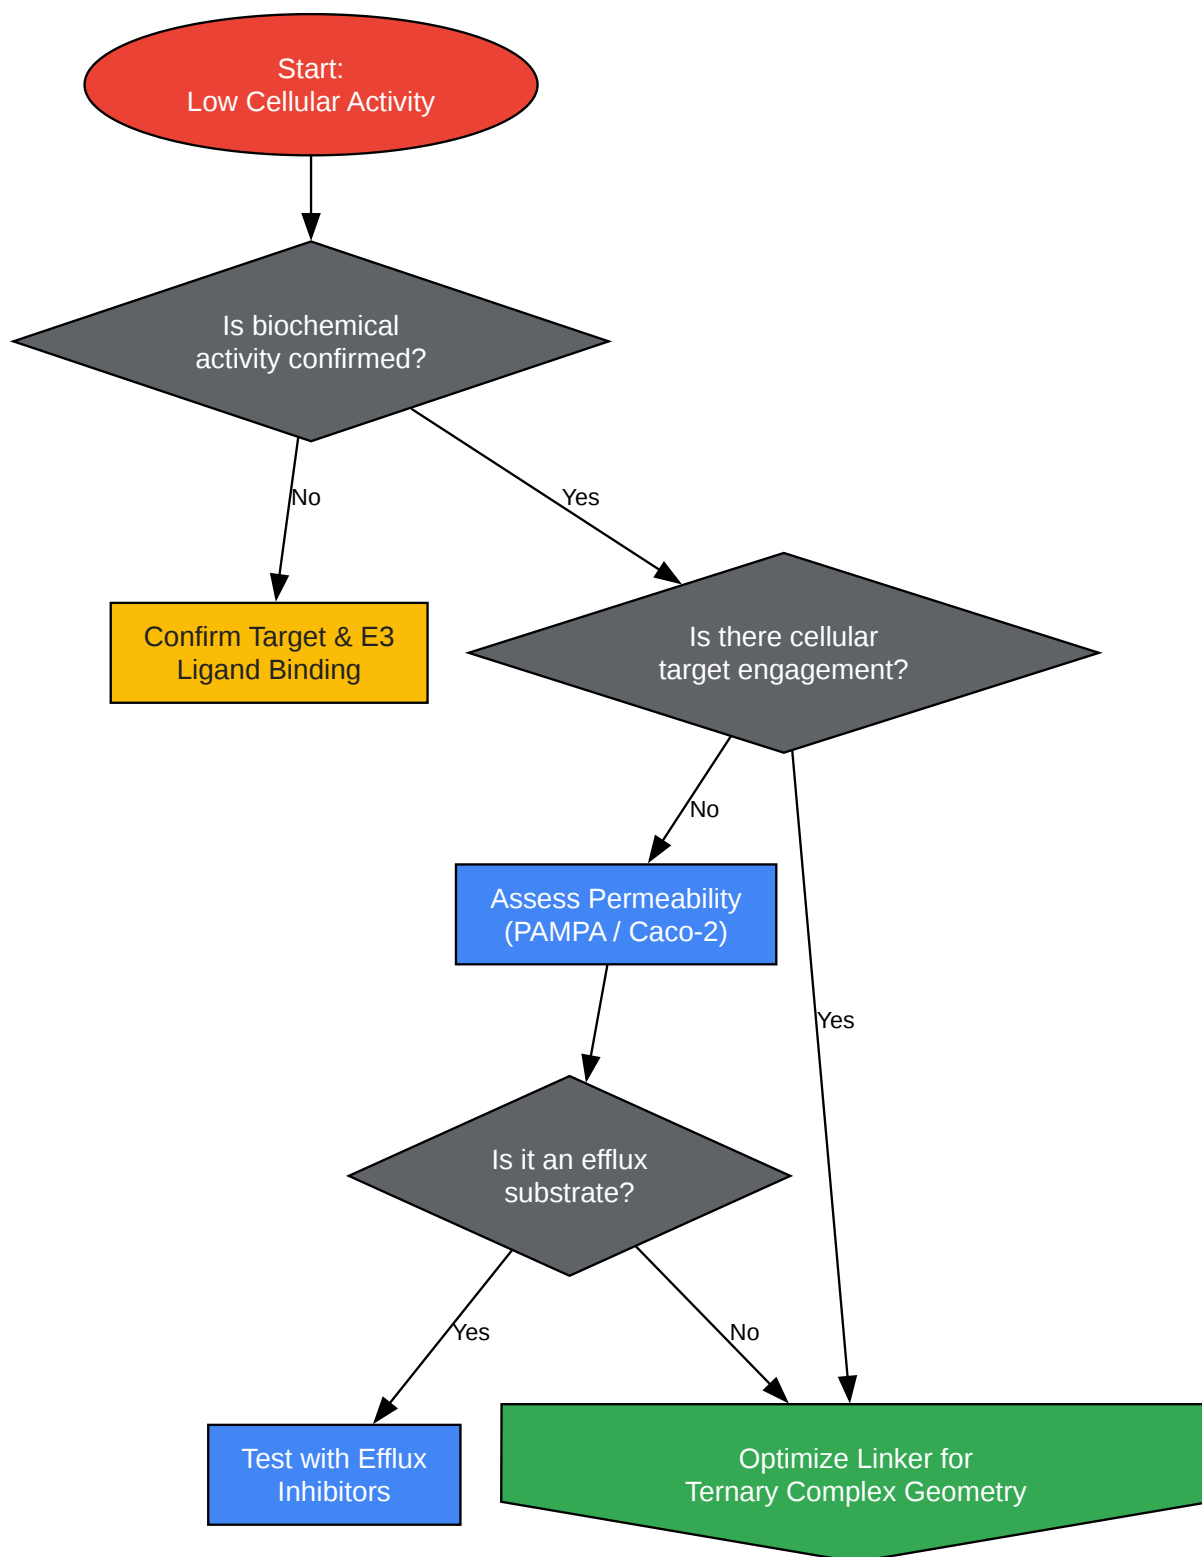 Start:
Low Cellular Activity
Is biochemical
activity confirmed?
No
Yes
Confirm Target & E3
Ligand Binding
Is there cellular
target engagement?
No
Assess Permeability
(PAMPA / Caco-2)
Yes
Is it an efflux
substrate?
Yes
No
Test with Efflux
Inhibitors
Optimize Linker for
Ternary Complex Geometry